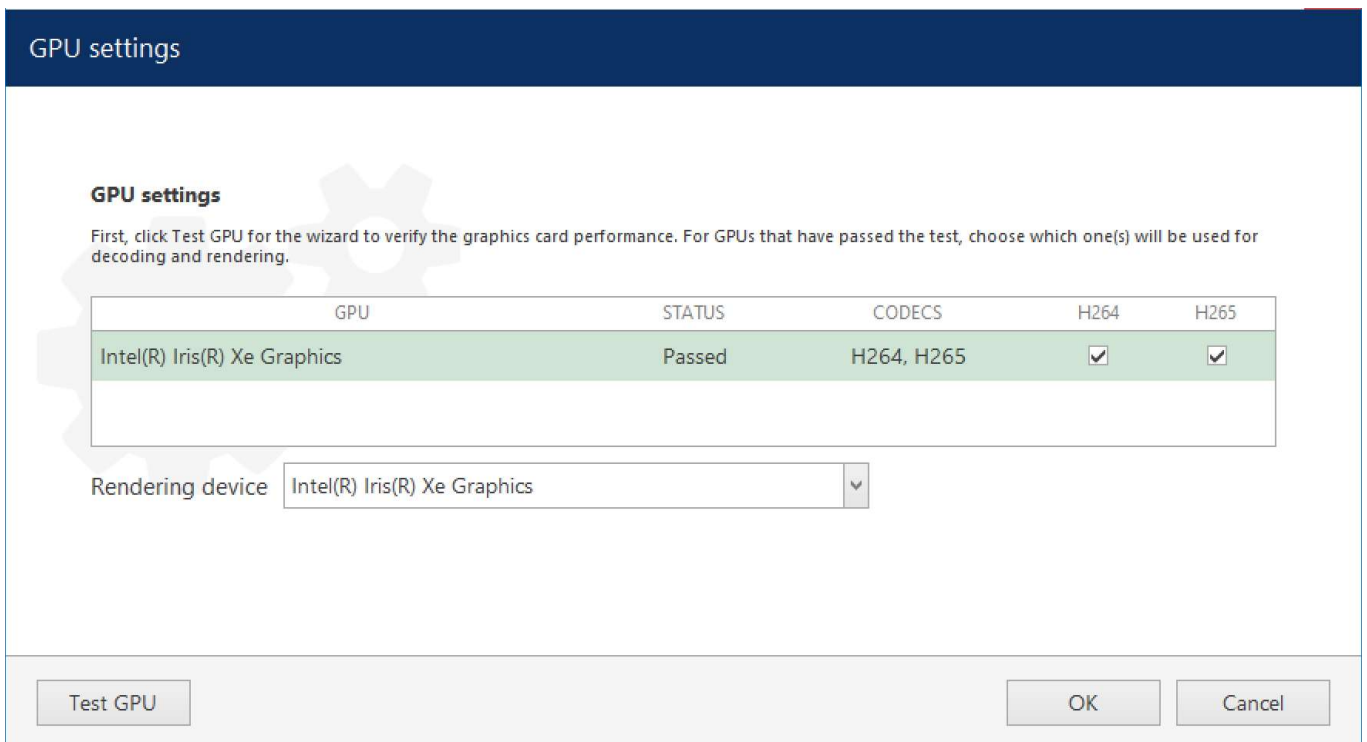 GPU settings
GPU settings
First, click Test GPU for the wizard to verify the graphics card performance. For GPUs that have passed the test, choose which one(s) will be used for
decoding and rendering.
GPU STATUS CODECS H264 H265
Intel(R) Iris(R) Xe Graphics Passed H264, H265
Rendering device Intel(R) Iris(R) Xe Graphics
Test GPU OK Cancel